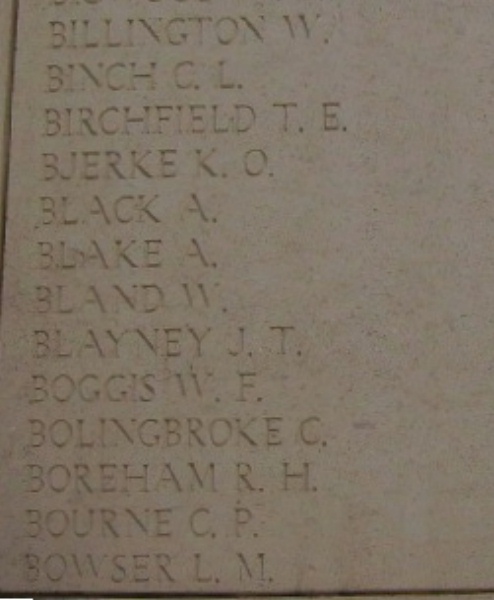 BILLINGTON W.
BINCH C. L.
BIRCHFIELD T. E.
BJERKE K. O.
BLACK A.
BLAKE A.
BLAND W.
BLAYNEY J. T.
BOGGIS W. F.
BOLINGBROKE C.
BOREHAM R. H.
BOURNE C. P.
BOWSER L. M.